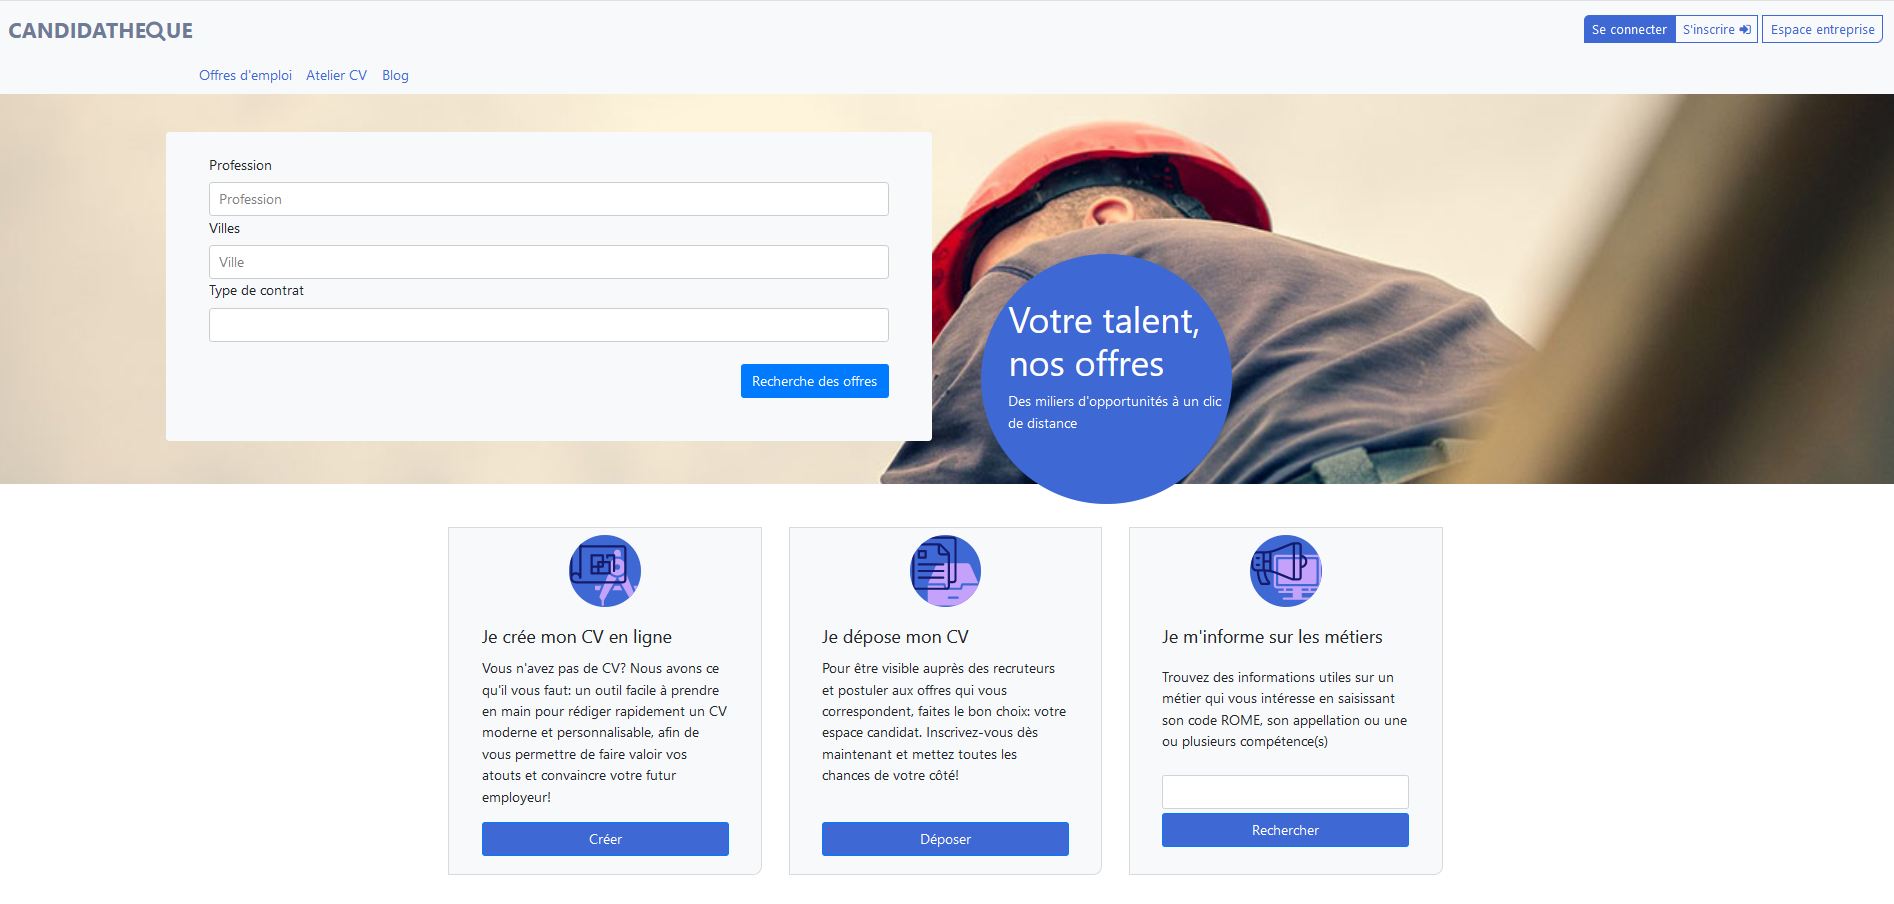 CANDIDATHEQUE
Se connecter
S'inscrire
Espace entreprise
Offres d'emploi
Atelier CV
Blog
Profession
Profession
Villes
Ville
Type de contrat
Recherche des offres
Votre talent,
nos offres
Des miliers d'opportunités à un clic
de distance
Je crée mon CV en ligne
Vous n'avez pas de CV? Nous avons ce
qu'il vous faut: un outil facile à prendre
en main pour rédiger rapidement un CV
moderne et personnalisable, afin de
vous permettre de faire valoir vos
atouts et convaincre votre futur
employeur!
Créer
Je dépose mon CV
Pour être visible auprès des recruteurs
et postuler aux offres qui vous
correspondent, faites le bon choix: votre
espace candidat. Inscrivez-vous dès
maintenant et mettez toutes les
chances de votre côté!
Déposer
Je m'informe sur les métiers
Trouvez des informations utiles sur un
métier qui vous intéresse en saisissant
son code ROME, son appellation ou une
ou plusieurs compétence(s)
Rechercher